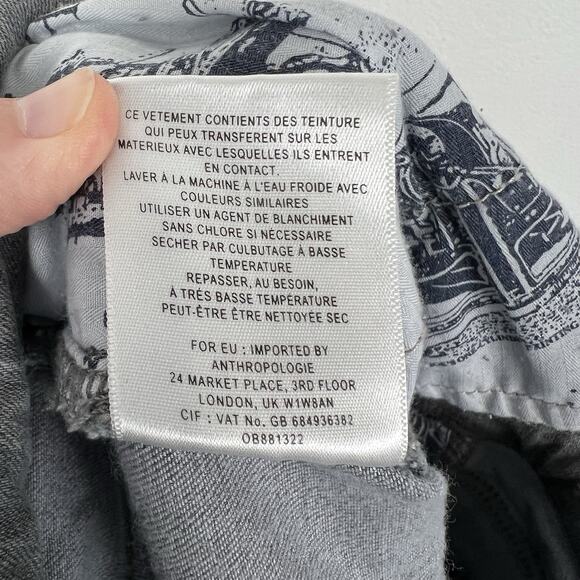 CE VETEMENT CONTIENTS DES TEINTURE
QUI PEUX TRANSFERENT SUR LES
MATERIEUX AVEC LESQUELLES ILS ENTRENT
EN CONTACT.
LAVER À LA MACHINE À L'EAU FROIDE AVEC
COULEURS SIMILAIRES
UTILISER UN AGENT DE BLANCHIMENT
SANS CHLORE SI NÉCESSAIRE
SECHER PAR CULBUTAGE À BASSE
TEMPERATURE
REPASSER, AU BESOIN,
À TRÉS BASSE TEMPÉRATURE
PEUT-ÊTRE ÊTRE NETTOYÉE SEC
FOR EU : IMPORTED BY
ANTHROPOLOGIE
24 MARKET PLACE, 3RD FLOOR
LONDON, UK W1W8AN
CIF : VAT No. GB 684936382
OB881322